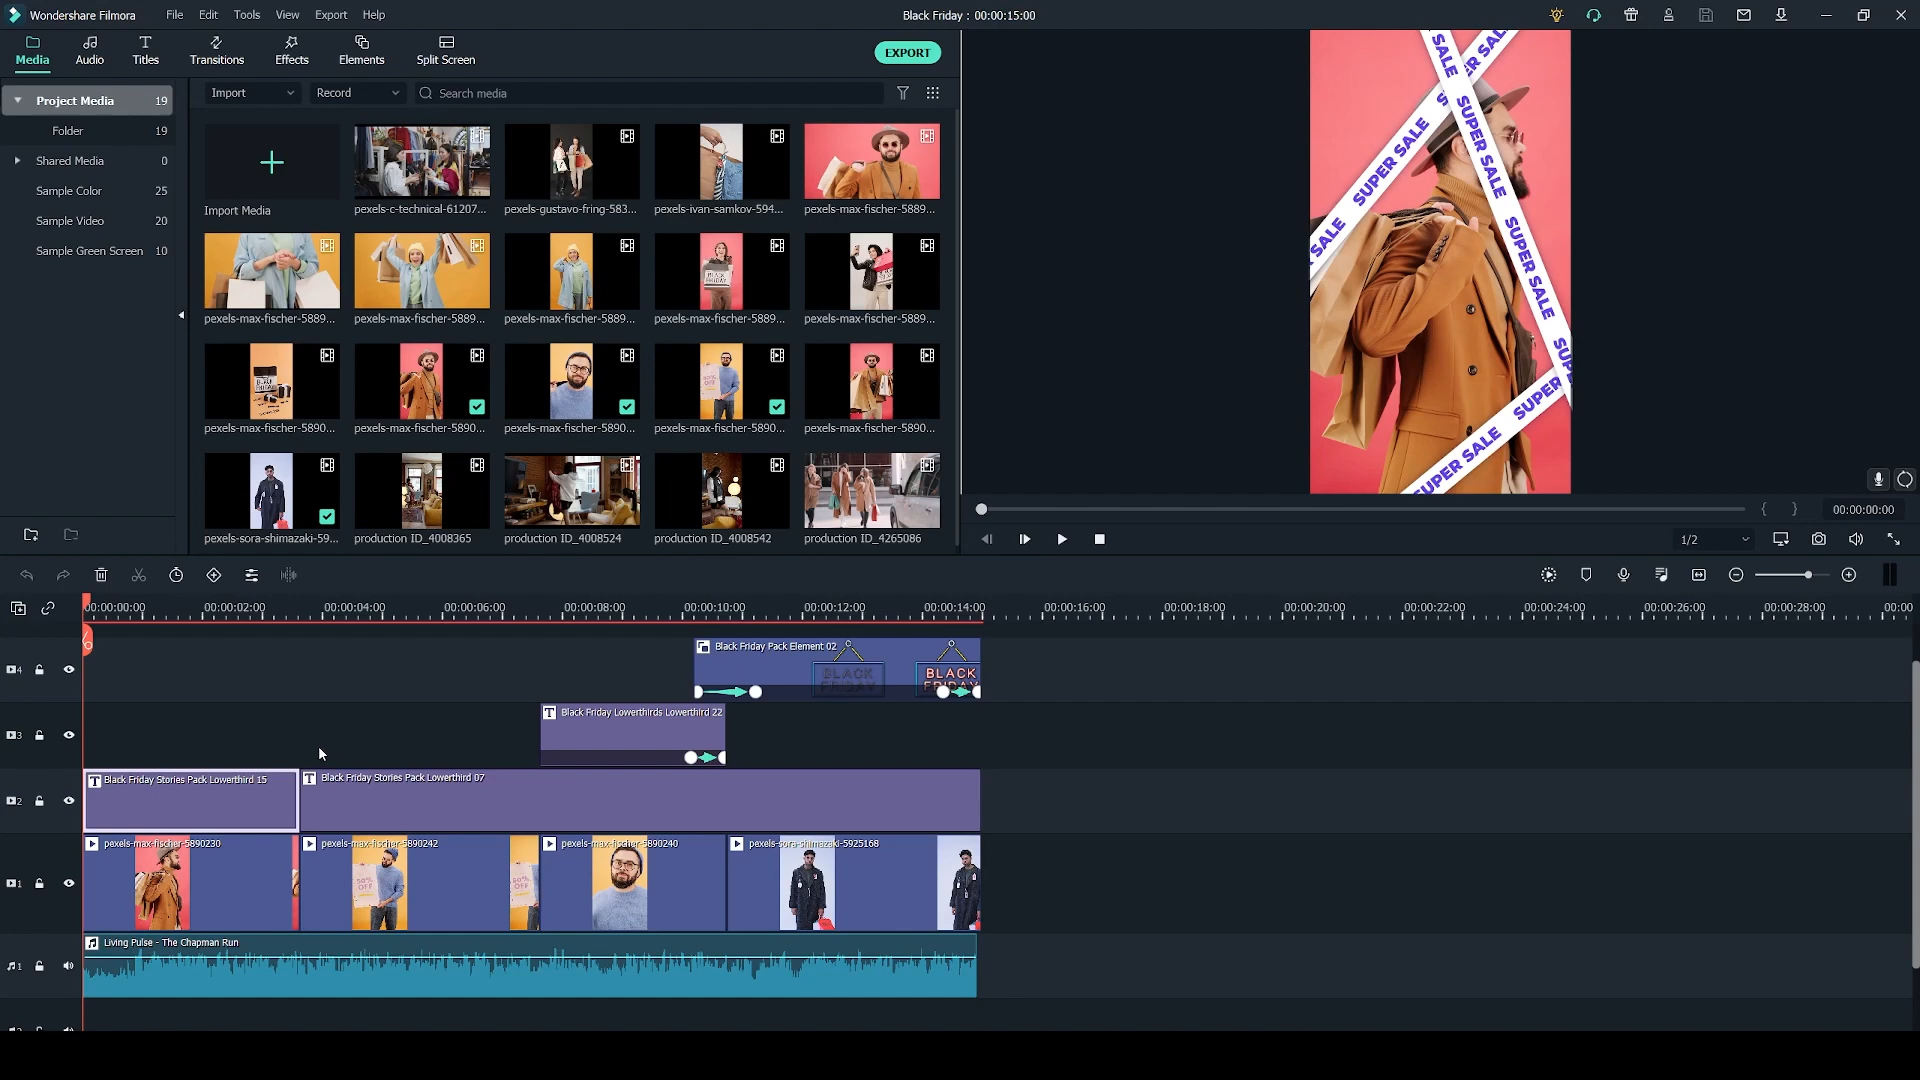 Wondershare Filmora File Edit Tools View Export Help Black Friday : 00:00:15:00
Media Audio Titles Transitions Effects Elements Split Screen EXPORT
Project Media 19
Folder 19
Shared Media 0
Sample Color 25
Sample Video 20
Sample Green Screen 10
Import Record Search media
Import Media pexels-c-technical-61207... pexels-gustavo-fring-583... pexels-ivan-samkov-594... pexels-max-fischer-5889...
pexels-max-fischer-5889... pexels-max-fischer-5889... pexels-max-fischer-5889... pexels-max-fischer-5889... pexels-max-fischer-5889...
pexels-max-fischer-5890... pexels-max-fischer-5890... pexels-max-fischer-5890... pexels-max-fischer-5890... pexels-max-fischer-5890...
pexels-sora-shimazaki-59... production ID_4008365 production ID_4008524 production ID_4008542 production ID_4265086
SALE SUPER SALE SUPER SALE SUP
R SALE
SUPER SALE
SALE
SUPER SALE SUPER
{ } 00:00:00:00
1/2
00:00:00:00 00:00:02:00 00:00:04:00 00:00:06:00 00:00:08:00 00:00:10:00 00:00:12:00 00:00:14:00 00:00:16:00 00:00:18:00 00:00:20:00 00:00:22:00 00:00:24:00 00:00:26:00 00:00:28:00 00:00
4 Black Friday Pack Element 02
BLACK FRIDAY BLACK FRIDAY
3 Black Friday Lowerthirds Lowerthird 22
2 Black Friday Stories Pack Lowerthird 15 Black Friday Stories Pack Lowerthird 07
1 pexels-max-fischer-5890230 pexels-max-fischer-5890242 pexels-max-fischer-5890240 pexels-sora-shimazaki-5925168
50% OFF 50% OFF
1 Living Pulse - The Chapman Run